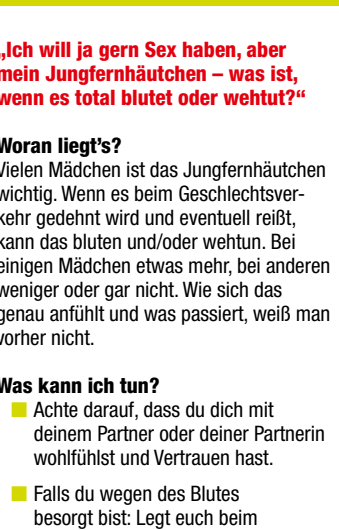 „Ich will ja gern Sex haben, aber
mein Jungfernhäutchen – was ist,
wenn es total blutet oder wehtut?“
Woran liegt’s?
Vielen Mädchen ist das Jungfernhäutchen
wichtig. Wenn es beim Geschlechtsver-
kehr gedehnt wird und eventuell reißt,
kann das bluten und/oder wehtun. Bei
einigen Mädchen etwas mehr, bei anderen
weniger oder gar nicht. Wie sich das
genau anfühlt und was passiert, weiß man
vorher nicht.
Was kann ich tun?
■ Achte darauf, dass du dich mit
deinem Partner oder deiner Partnerin
wohlfühlst und Vertrauen hast.
■ Falls du wegen des Blutes
besorgt bist: Legt euch beim